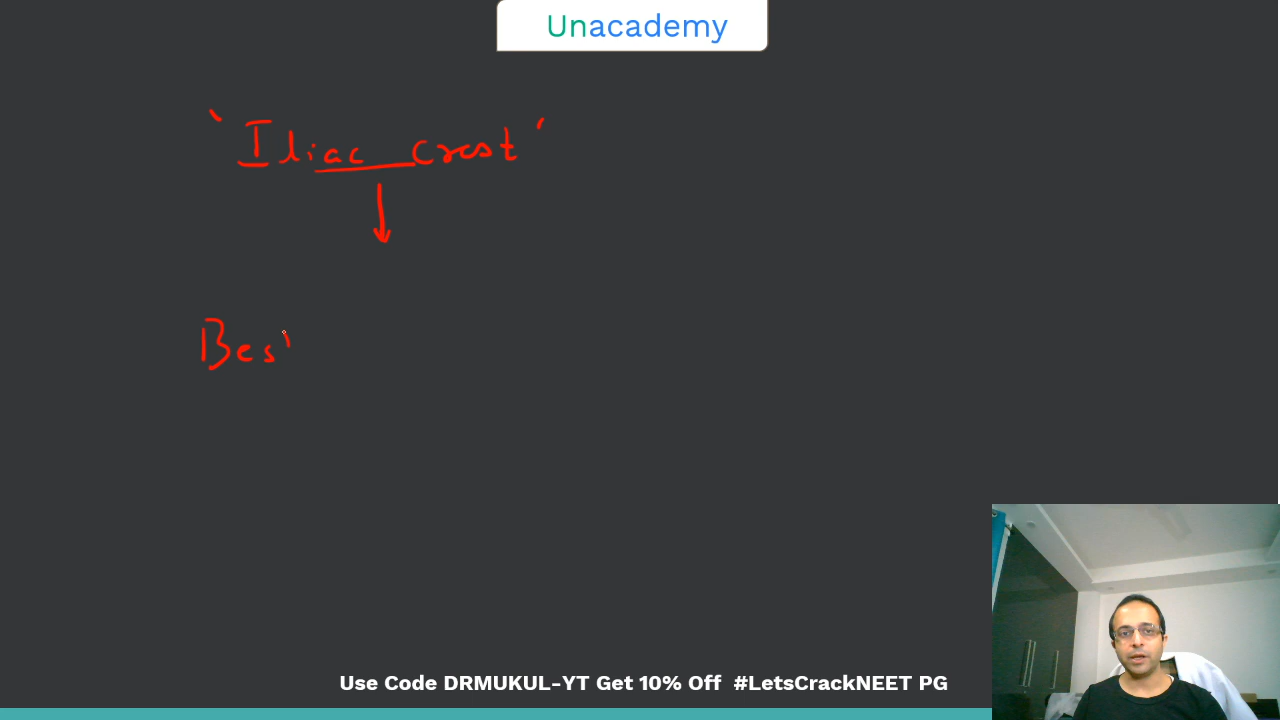 Unacademy
'Iliac crest'
Bes
Use Code DRMUKUL-YT Get 10% Off #LetsCrackNEET PG